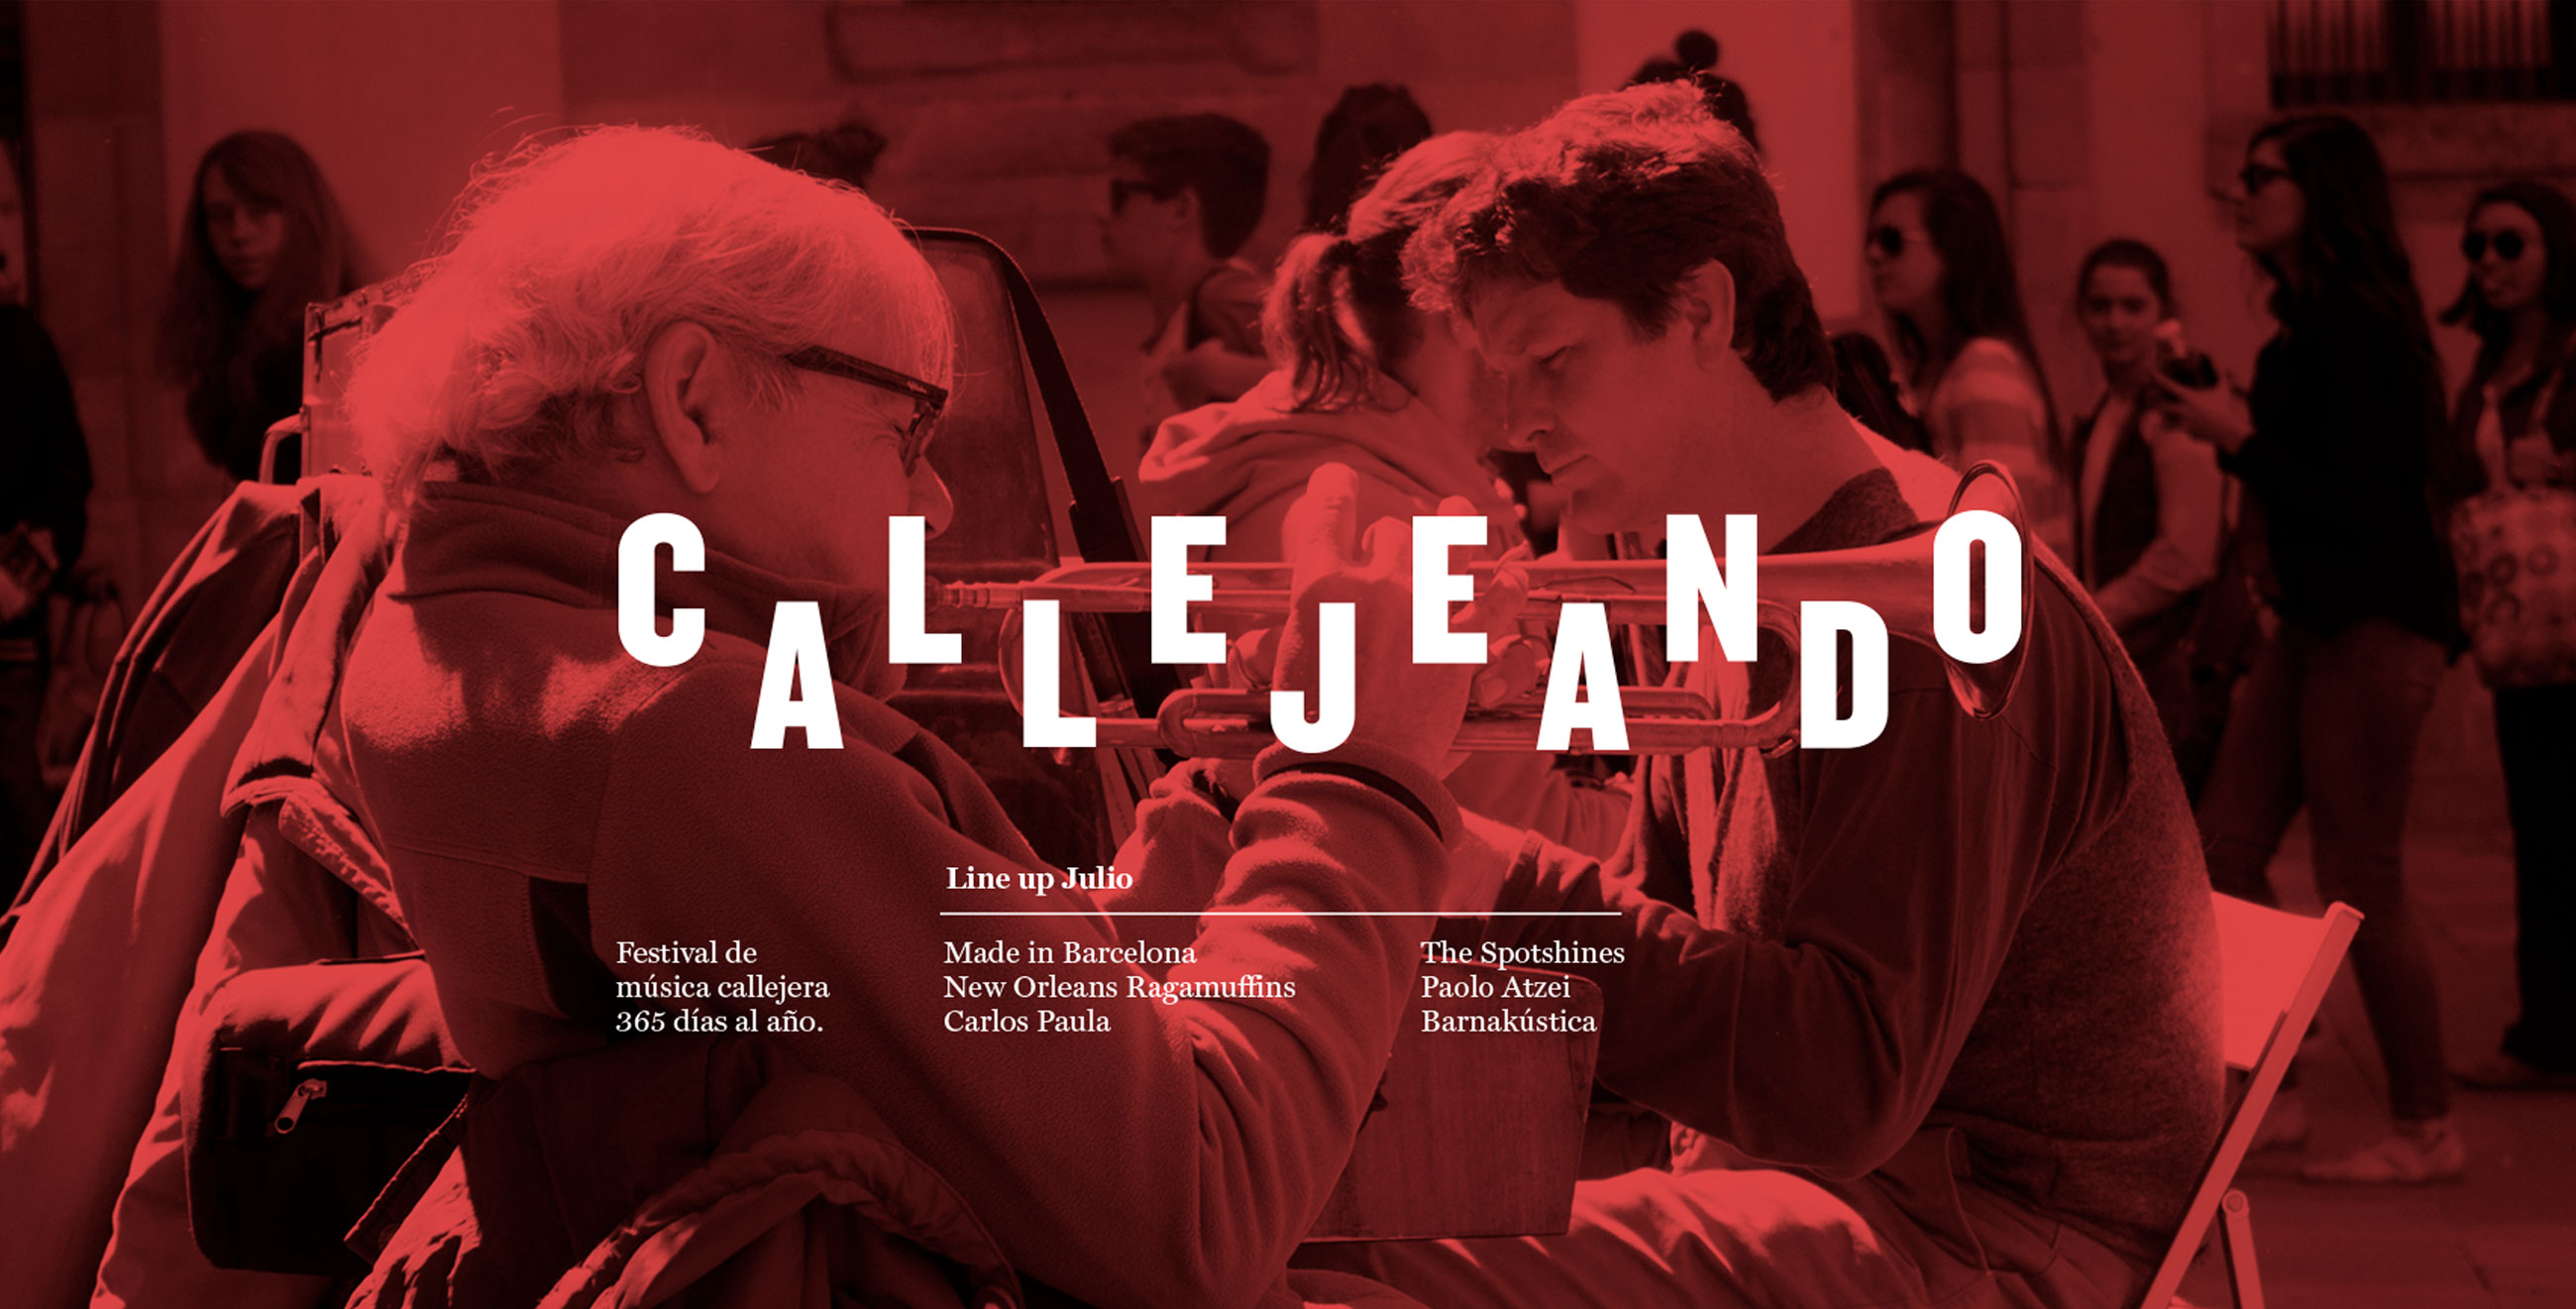 CALLEJEANDO
Line up Julio
Festival de
música callejera
365 días al año.
Made in Barcelona
New Orleans Ragamuffins
Carlos Paula
The Spotshines
Paolo Atzei
Barnakústica